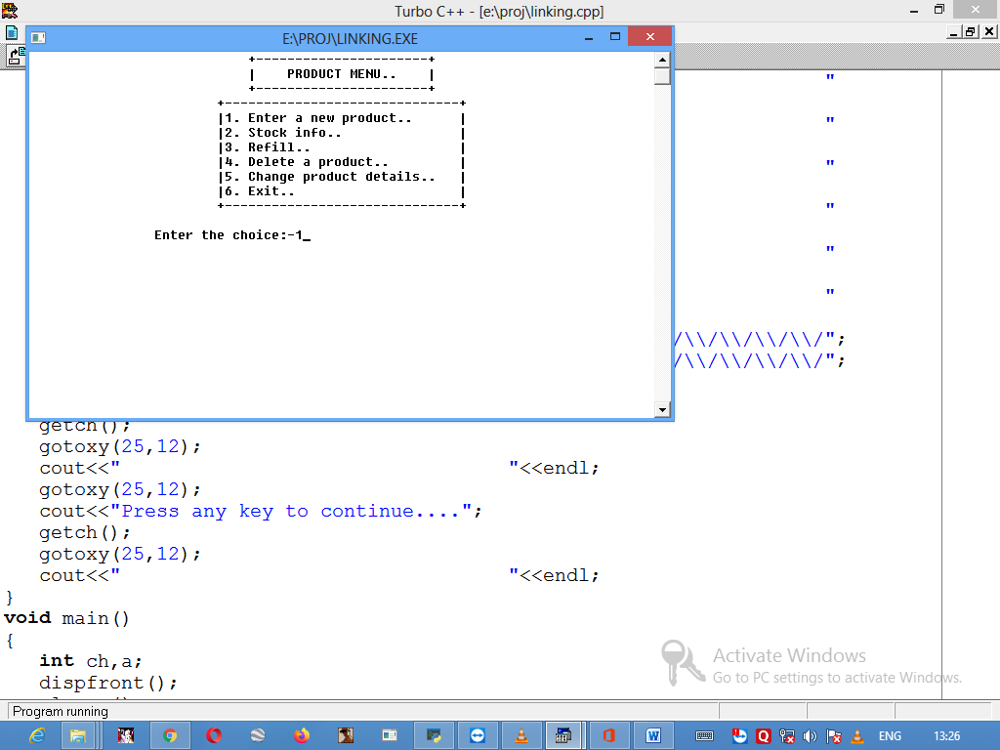 Turbo C++ - [e:\proj\linking.cpp]
E:\PROJ\LINKING.EXE
PRODUCT MENU..
1. Enter a new product..
2. Stock info..
3. Refill..
4. Delete a product..
5. Change product details..
6. Exit..
Enter the choice:-1_
"
"
"
"
"
"
/\\/\\/\\/\\/";
/\\/\\/\\/\\/";
getch();
gotoxy(25,12);
cout<<" "<<endl;
gotoxy(25,12);
cout<<"Press any key to continue....";
getch();
gotoxy(25,12);
cout<<" "<<endl;
}
void main()
{
int ch,a;
dispfront();
Activate Windows
Go to PC settings to activate Windows.
Program running
ENG
13:26